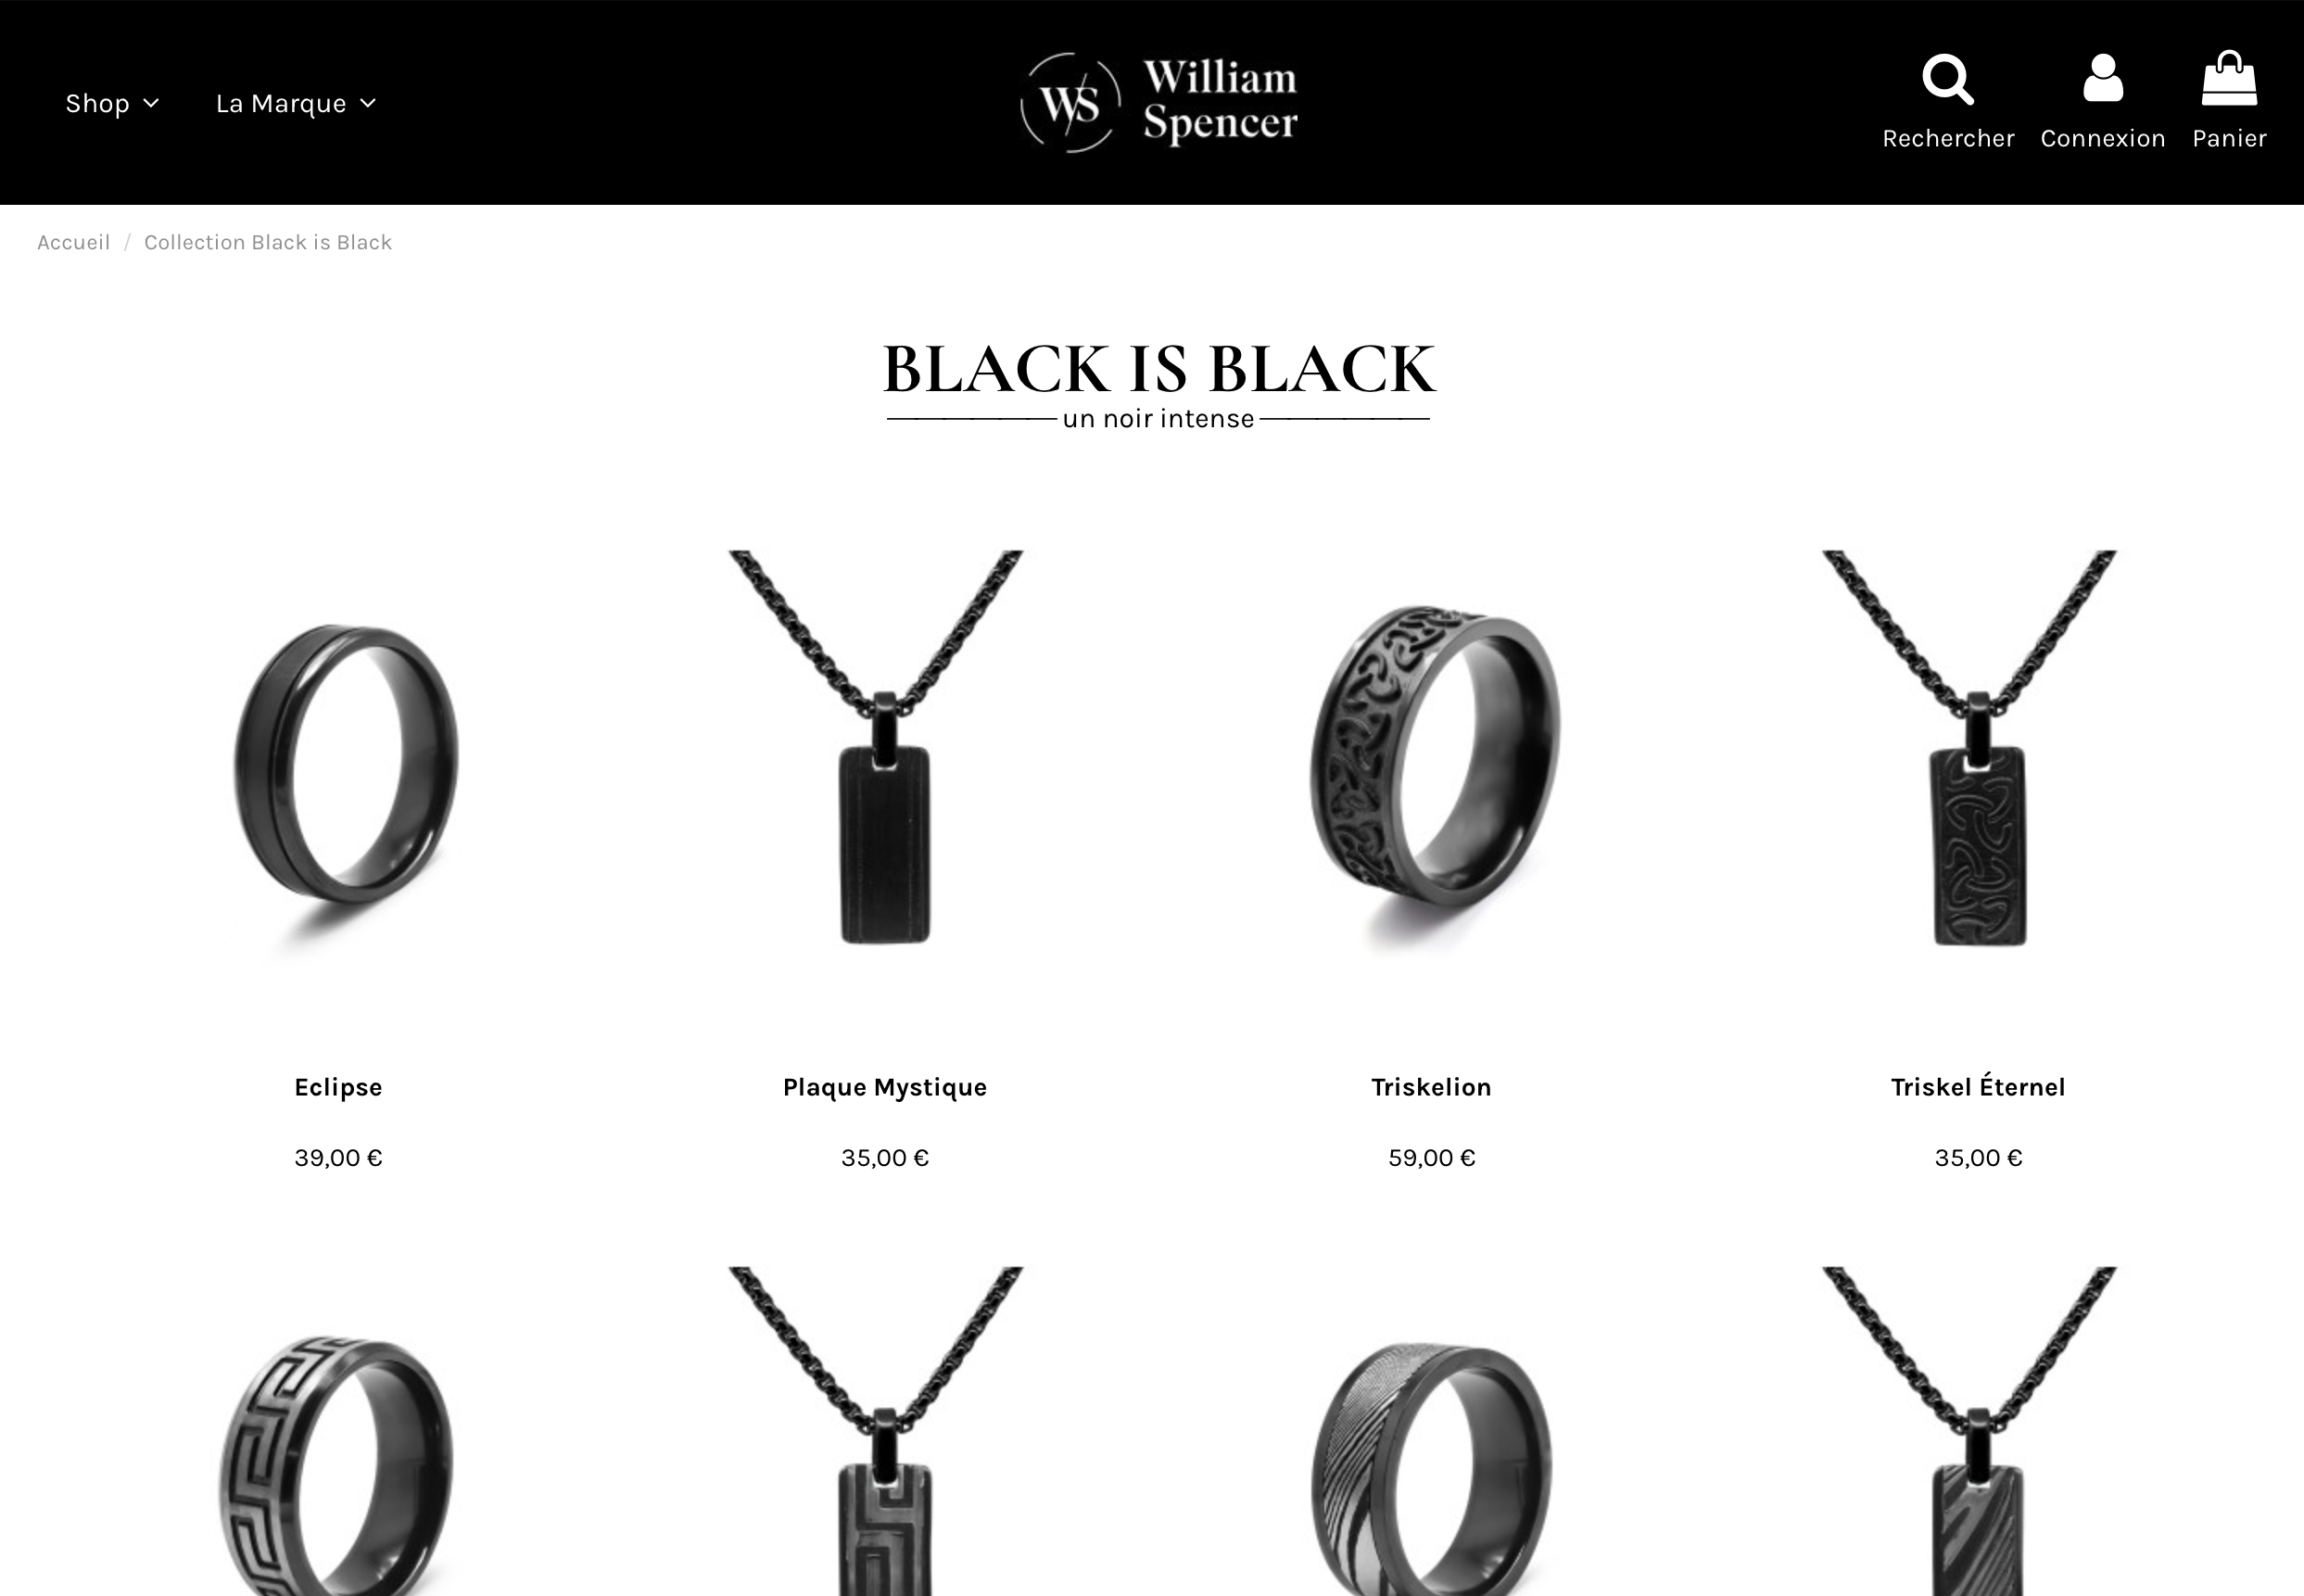 Shop
La Marque
WS
William
Spencer
Rechercher
Connexion
Panier
Accueil / Collection Black is Black
BLACK IS BLACK
un noir intense
Eclipse
39,00 €
Plaque Mystique
35,00 €
Triskelion
59,00 €
Triskel Éternel
35,00 €